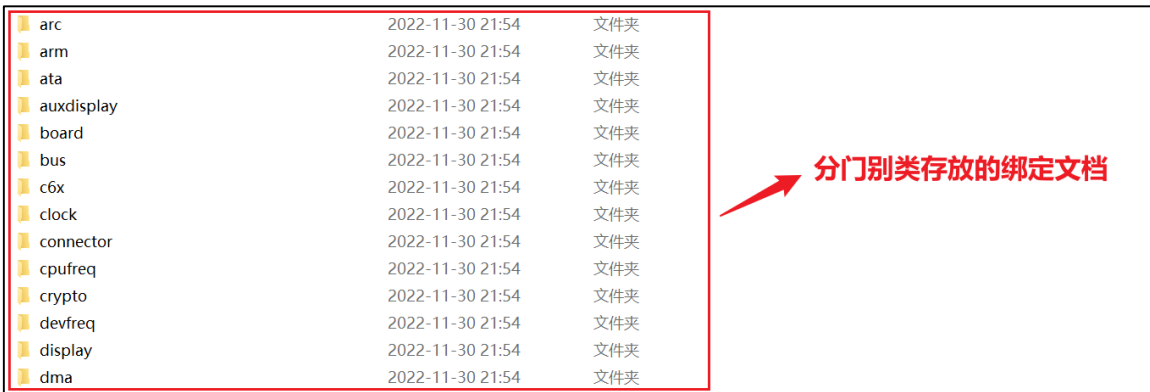 arc 2022-11-30 21:54 文件夹
arm 2022-11-30 21:54 文件夹
ata 2022-11-30 21:54 文件夹
auxdisplay 2022-11-30 21:54 文件夹
board 2022-11-30 21:54 文件夹
bus 2022-11-30 21:54 文件夹
c6x 2022-11-30 21:54 文件夹
clock 2022-11-30 21:54 文件夹
connector 2022-11-30 21:54 文件夹
cpufreq 2022-11-30 21:54 文件夹
crypto 2022-11-30 21:54 文件夹
devfreq 2022-11-30 21:54 文件夹
display 2022-11-30 21:54 文件夹
dma 2022-11-30 21:54 文件夹
分门别类存放的绑定文档